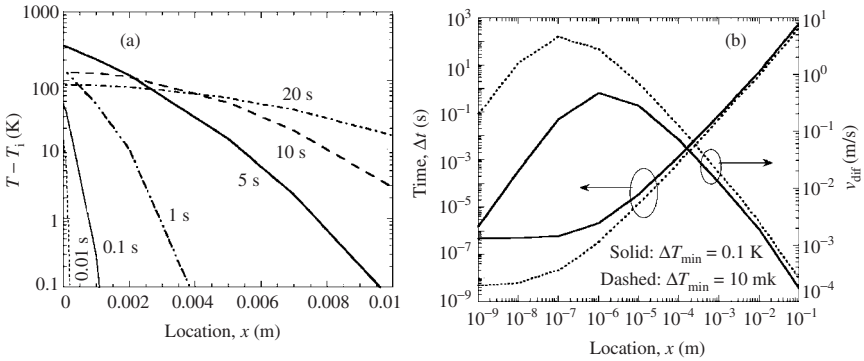 (a)
T − Ti (K)
1000
100
10
1
0.1
20 s
10 s
5 s
1 s
0.1 s
0.01 s
0 0.002 0.004 0.006 0.008 0.01
Location, x (m)
(b)
Time, Δt (s)
10³
10¹
10⁻¹
10⁻³
10⁻⁵
10⁻⁶
10⁻⁷
10⁻⁹
vdif (m/s)
10¹
10⁰
10⁻¹
10⁻²
10⁻³
10⁻⁴
Solid: ΔTmin = 0.1 K
Dashed: ΔTmin = 10 mk
10⁻⁹ 10⁻⁸ 10⁻⁷ 10⁻⁶ 10⁻⁵ 10⁻⁴ 10⁻³ 10⁻² 10⁻¹
Location, x (m)